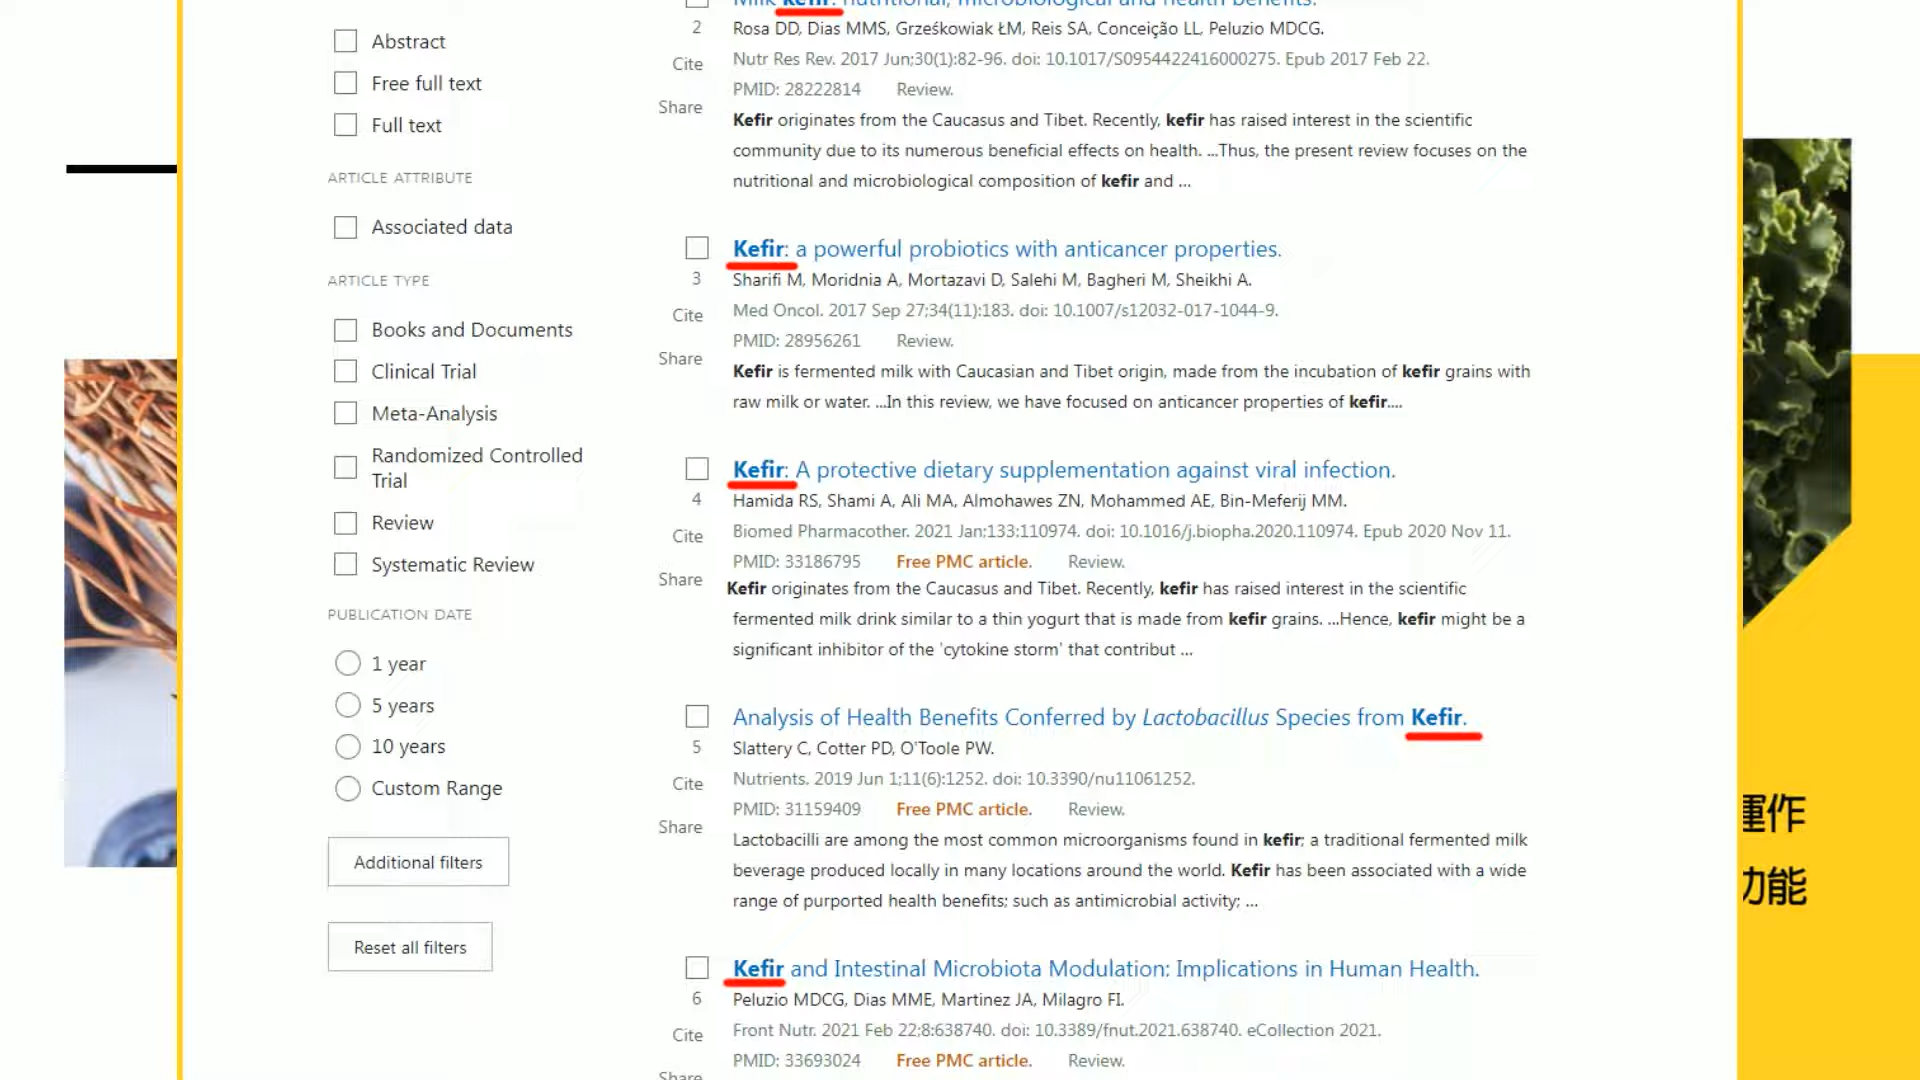 Abstract
Free full text
Full text
ARTICLE ATTRIBUTE
Associated data
ARTICLE TYPE
Books and Documents
Clinical Trial
Meta-Analysis
Randomized Controlled
Trial
Review
Systematic Review
PUBLICATION DATE
1 year
5 years
10 years
Custom Range
Additional filters
Reset all filters
Milk Kefir: nutritional, microbiological and health benefits.
2
Rosa DD, Dias MMS, Grześkowiak ŁM, Reis SA, Conceição LL, Peluzio MDCG.
Cite
Nutr Res Rev. 2017 Jun;30(1):82-96. doi: 10.1017/S0954422416000275. Epub 2017 Feb 22.
PMID: 28222814 Review.
Share
Kefir originates from the Caucasus and Tibet. Recently, kefir has raised interest in the scientific
community due to its numerous beneficial effects on health. ...Thus, the present review focuses on the
nutritional and microbiological composition of kefir and ...
Kefir: a powerful probiotics with anticancer properties.
3
Sharifi M, Moridnia A, Mortazavi D, Salehi M, Bagheri M, Sheikhi A.
Cite
Med Oncol. 2017 Sep 27;34(11):183. doi: 10.1007/s12032-017-1044-9.
PMID: 28956261 Review.
Share
Kefir is fermented milk with Caucasian and Tibet origin, made from the incubation of kefir grains with
raw milk or water. ...In this review, we have focused on anticancer properties of kefir....
Kefir: A protective dietary supplementation against viral infection.
4
Hamida RS, Shami A, Ali MA, Almohawes ZN, Mohammed AE, Bin-Meferij MM.
Cite
Biomed Pharmacother. 2021 Jan;133:110974. doi: 10.1016/j.biopha.2020.110974. Epub 2020 Nov 11.
PMID: 33186795 Free PMC article. Review.
Share
Kefir originates from the Caucasus and Tibet. Recently, kefir has raised interest in the scientific
fermented milk drink similar to a thin yogurt that is made from kefir grains. ...Hence, kefir might be a
significant inhibitor of the 'cytokine storm' that contribut ...
Analysis of Health Benefits Conferred by Lactobacillus Species from Kefir.
5
Slattery C, Cotter PD, O'Toole PW.
Cite
Nutrients. 2019 Jun 1;11(6):1252. doi: 10.3390/nu11061252.
PMID: 31159409 Free PMC article. Review.
Share
Lactobacilli are among the most common microorganisms found in kefir; a traditional fermented milk
beverage produced locally in many locations around the world. Kefir has been associated with a wide
range of purported health benefits; such as antimicrobial activity; ...
Kefir and Intestinal Microbiota Modulation: Implications in Human Health.
6
Peluzio MDCG, Dias MME, Martinez JA, Milagro FI.
Cite
Front Nutr. 2021 Feb 22;8:638740. doi: 10.3389/fnut.2021.638740. eCollection 2021.
PMID: 33693024 Free PMC article. Review.
Share
運作
功能